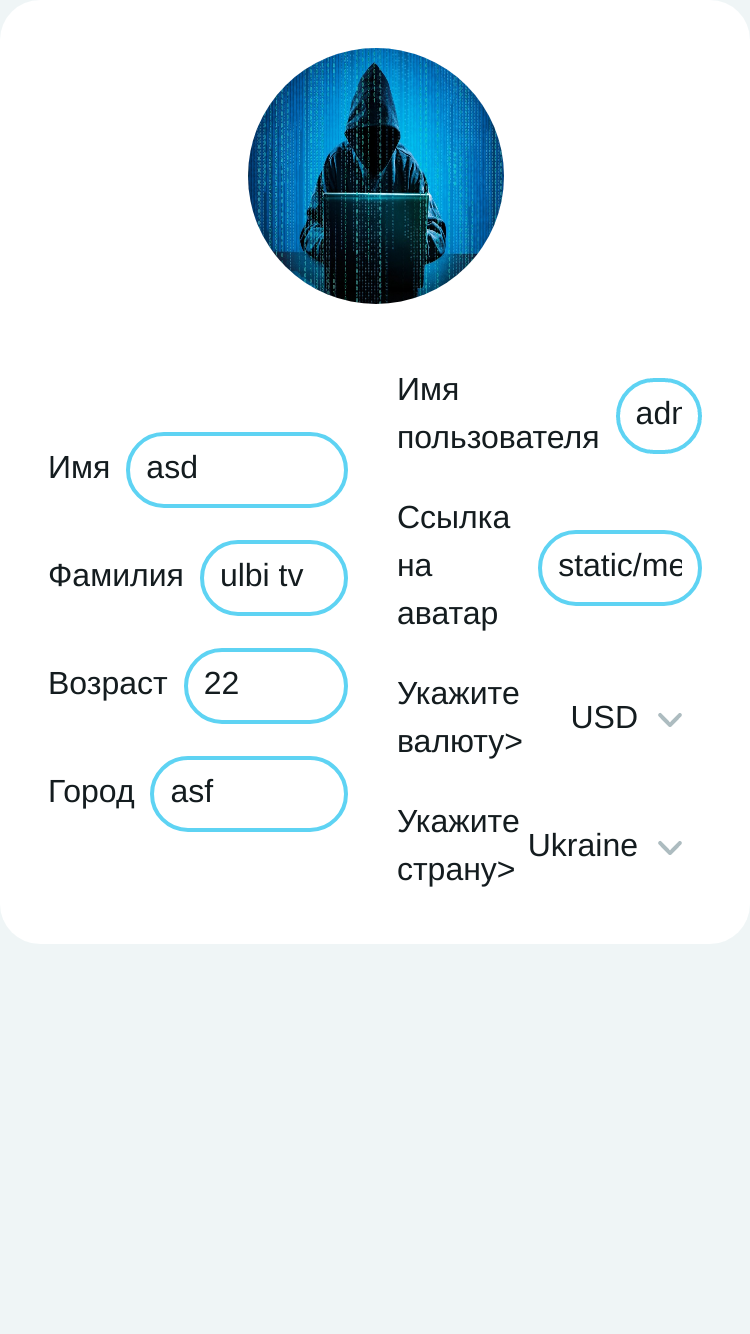 Имя
asd
Фамилия
ulbi tv
Возраст
22
Город
asf
Имя
пользователя
adr
Ссылка
на
аватар
static/me
Укажите
валюту>
USD
Укажите
страну>
Ukraine